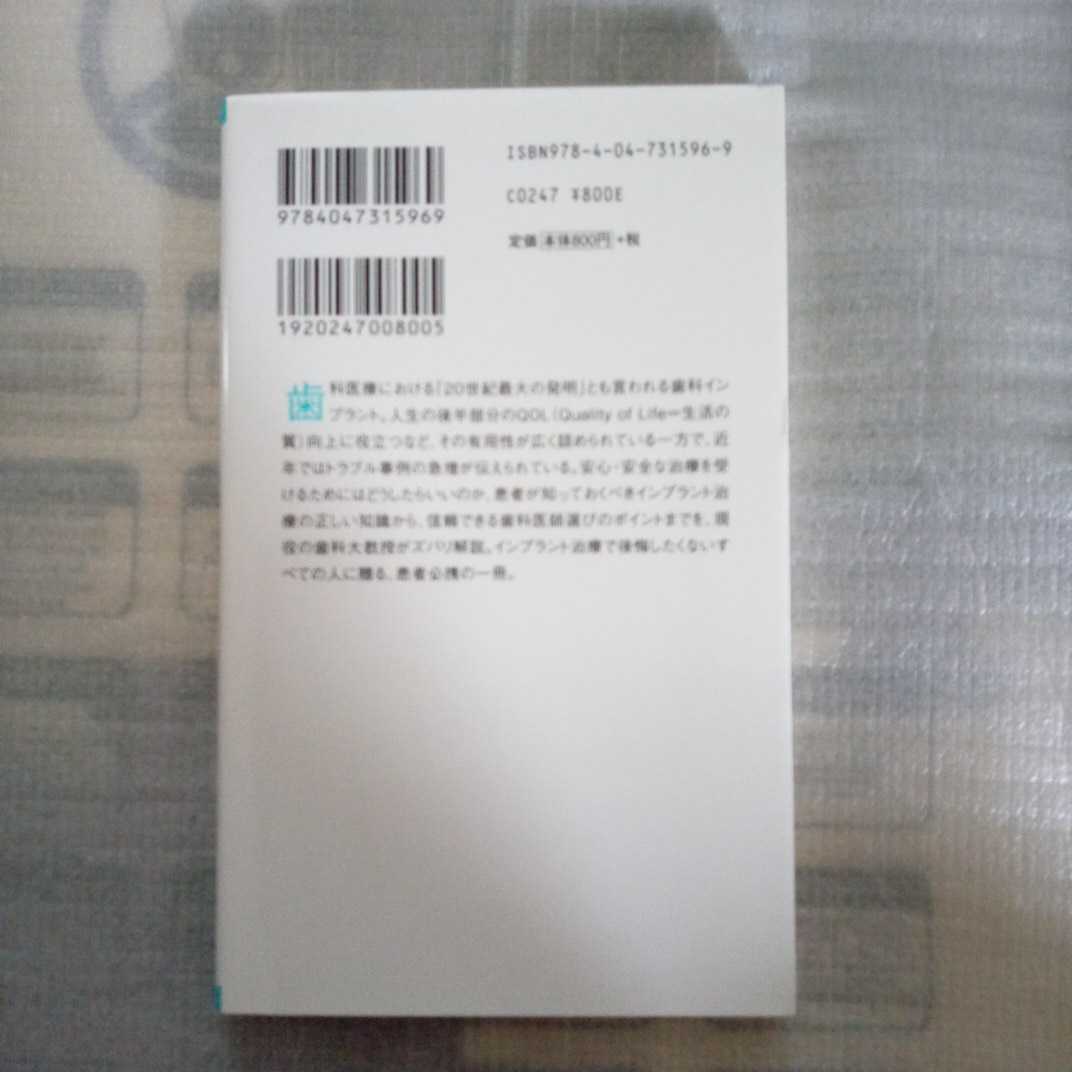 9784047315969
ISBN978-4-04-731596-9
C0247 ¥800E
定価 本体800円 +税
1920247008005
歯科医療における「20世紀最大の発明」とも言われる歯科イン
プラント。人生の後半部分のQOL（Quality of Life＝生活の
質）向上に役立つなど、その有用性が広く認められている一方で、近
年ではトラブル事例の急増が伝えられている。安心・安全な治療を受
けるためにはどうしたらいいのか、患者が知っておくべきインプラント治
療の正しい知識から、信頼できる歯科医師選びのポイントまでを、現
役の歯科大教授がズバリ解説。インプラント治療で後悔したくないす
べての人に贈る、患者必携の一冊。